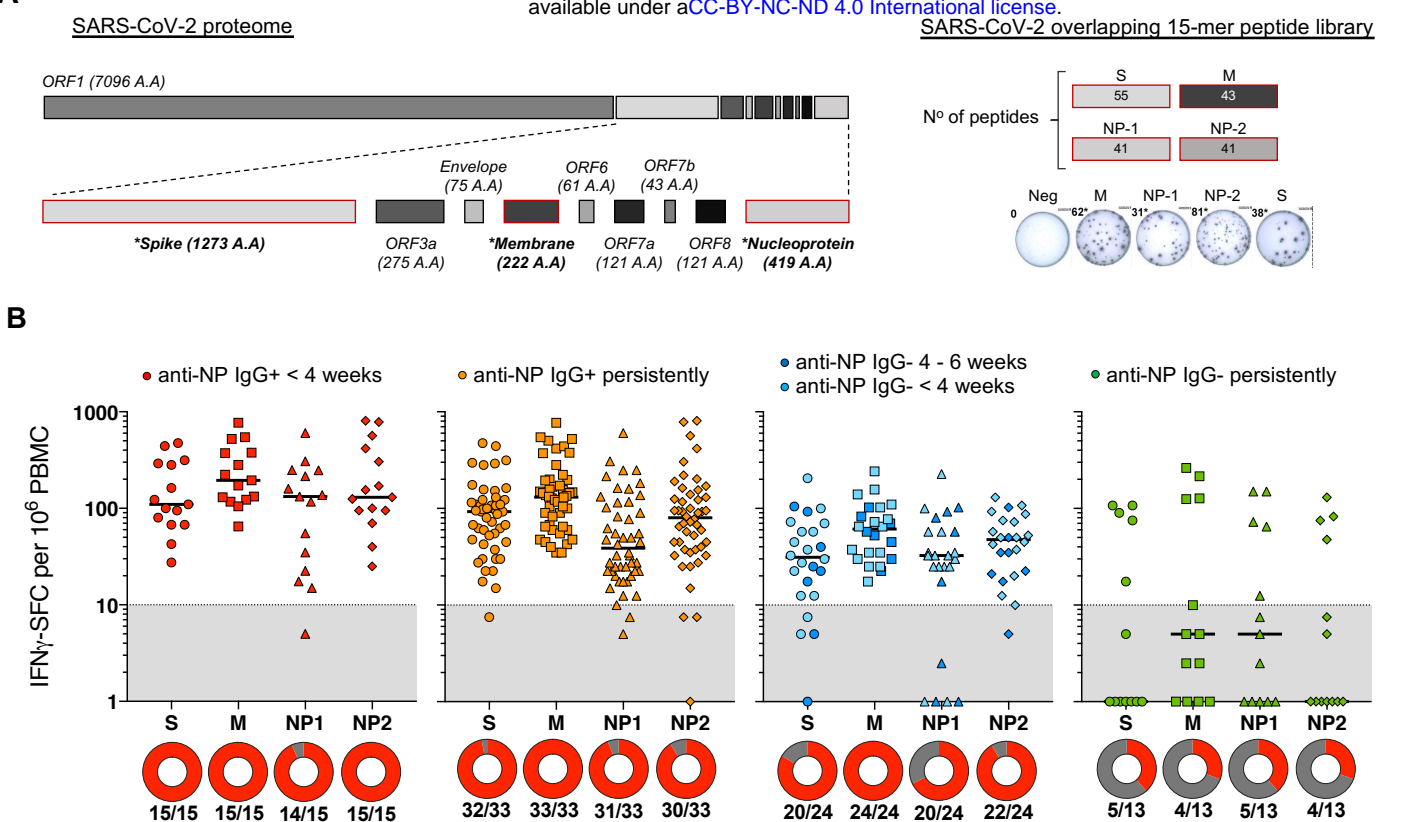 available under aCC-BY-NC-ND 4.0 International license.
SARS-CoV-2 proteome
SARS-CoV-2 overlapping 15-mer peptide library
ORF1 (7096 A.A)
S
M
55
43
Nº of peptides
NP-1
NP-2
41
41
Envelope
(75 A.A)
ORF6
(61 A.A)
ORF7b
(43 A.A)
*Spike (1273 A.A)
ORF3a
(275 A.A)
*Membrane
(222 A.A)
ORF7a
(121 A.A)
ORF8
(121 A.A)
*Nucleoprotein
(419 A.A)
Neg
M
NP-1
NP-2
S
0
62*
31*
81*
38*
B
anti-NP IgG+ < 4 weeks
anti-NP IgG+ persistently
anti-NP IgG- 4 - 6 weeks
anti-NP IgG- < 4 weeks
anti-NP IgG- persistently
IFNγ-SFC per 10⁶ PBMC
1000
100
10
1
S M NP1 NP2
S M NP1 NP2
S M NP1 NP2
S M NP1 NP2
15/15 15/15 14/15 15/15
32/33 33/33 31/33 30/33
20/24 24/24 20/24 22/24
5/13 4/13 5/13 4/13